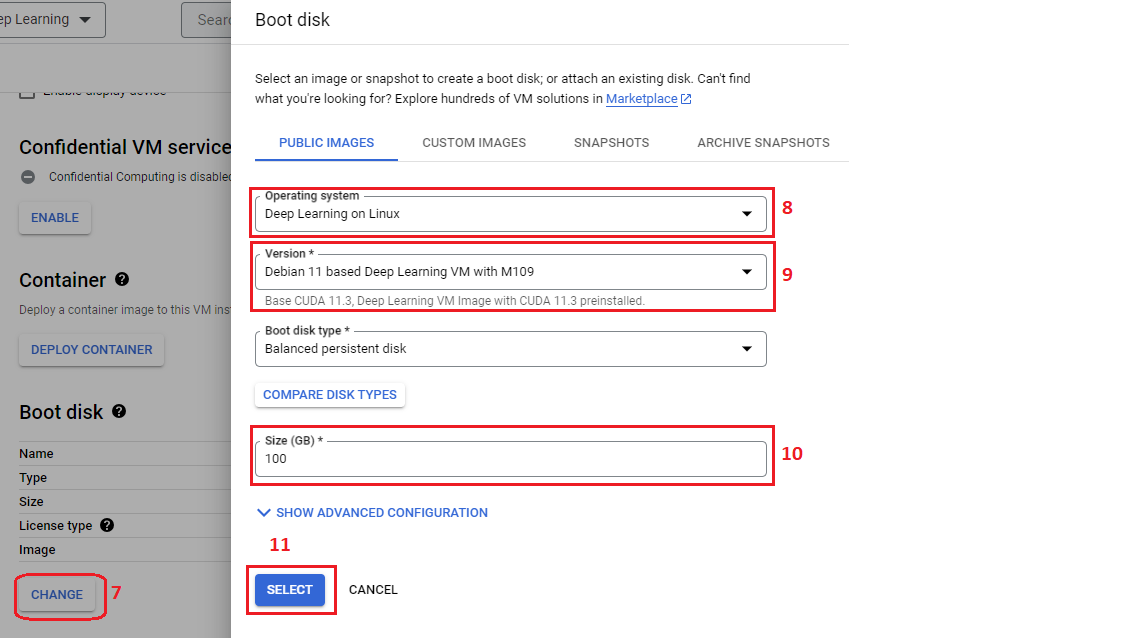 ep Learning
Sear
Enable display device
Confidential VM service
Confidential Computing is disabled
ENABLE
Container
Deploy a container image to this VM inst
DEPLOY CONTAINER
Boot disk
Name
Type
Size
License type
Image
CHANGE
7
Boot disk
Select an image or snapshot to create a boot disk; or attach an existing disk. Can't find
what you're looking for? Explore hundreds of VM solutions in Marketplace
PUBLIC IMAGES
CUSTOM IMAGES
SNAPSHOTS
ARCHIVE SNAPSHOTS
Operating system
Deep Learning on Linux
8
Version *
Debian 11 based Deep Learning VM with M109
9
Base CUDA 11.3, Deep Learning VM Image with CUDA 11.3 preinstalled.
Boot disk type *
Balanced persistent disk
COMPARE DISK TYPES
Size (GB) *
100
10
SHOW ADVANCED CONFIGURATION
11
SELECT
CANCEL